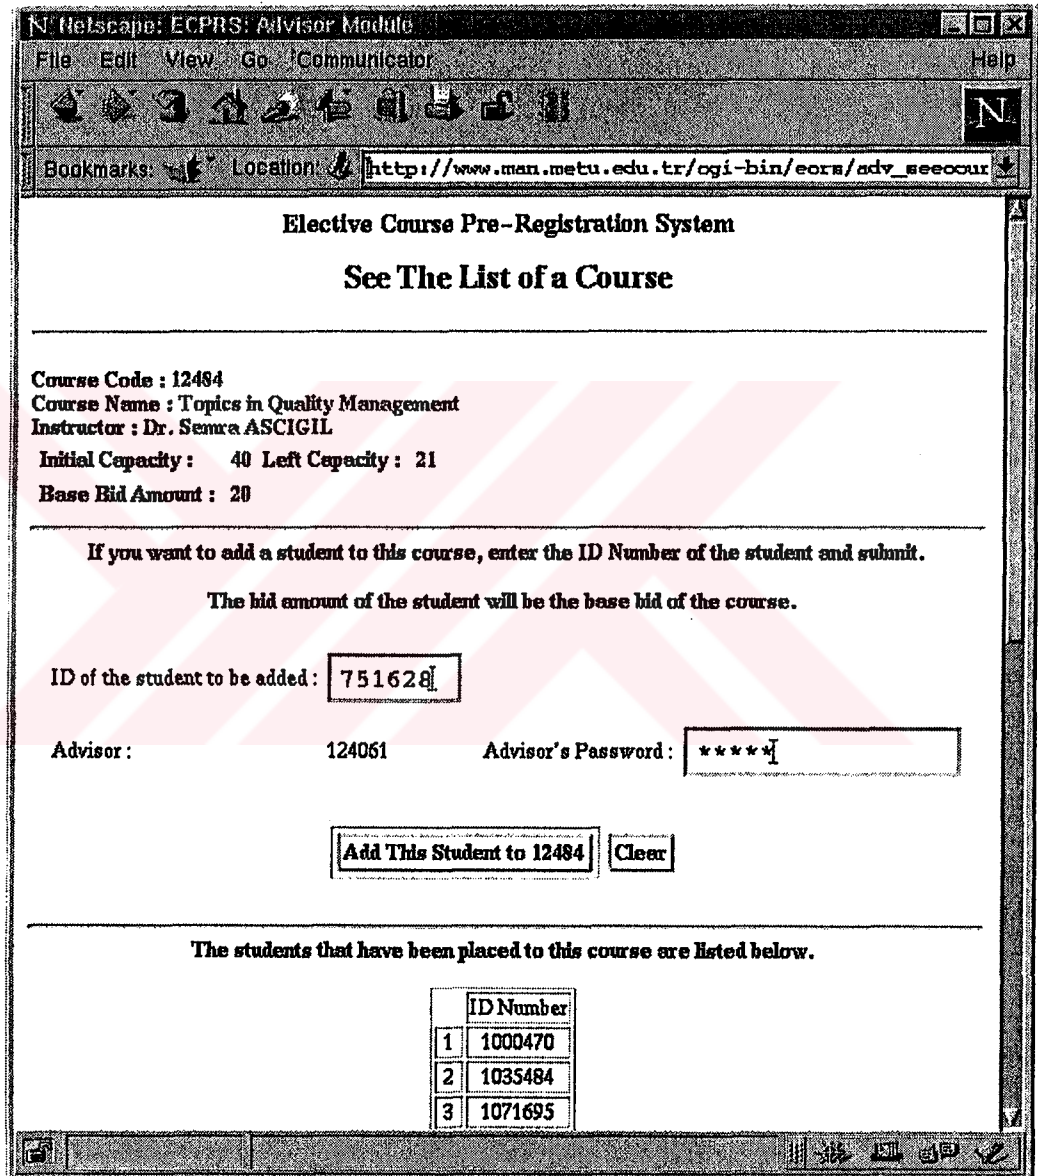 Netscape: ECPRS: Advisor Module
File Edit View Go Communicator Help
N
Bookmarks: Location: http://www.man.metu.edu.tr/cgi-bin/eors/adv_seecour
Elective Course Pre-Registration System
See The List of a Course
Course Code : 12484
Course Name : Topics in Quality Management
Instructor : Dr. Semra ASCIGIL
Initial Capacity : 40 Left Capacity : 21
Base Bid Amount : 20
If you want to add a student to this course, enter the ID Number of the student and submit.
The bid amount of the student will be the base bid of the course.
ID of the student to be added : 751628
Advisor : 124061 Advisor's Password : *****
Add This Student to 12484 Clear
The students that have been placed to this course are listed below.
ID Number
1 1000470
2 1035484
3 1071695